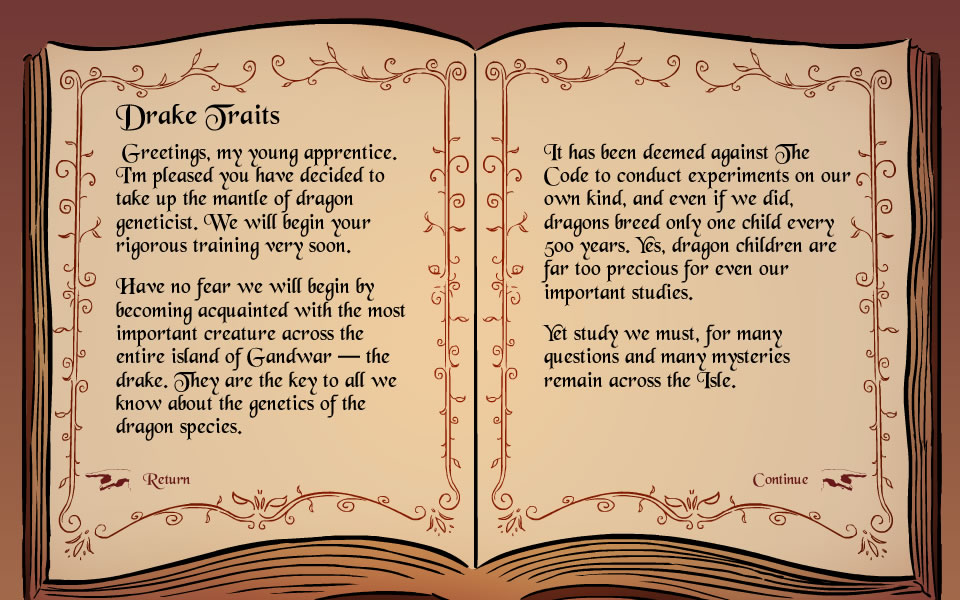 Drake Traits
Greetings, my young apprentice.
I'm pleased you have decided to
take up the mantle of dragon
geneticist. We will begin your
rigorous training very soon.
Have no fear we will begin by
becoming acquainted with the most
important creature across the
entire island of Gandwar — the
drake. They are the key to all we
know about the genetics of the
dragon species.
Return
It has been deemed against The
Code to conduct experiments on our
own kind, and even if we did,
dragons breed only one child every
500 years. Yes, dragon children are
far too precious for even our
important studies.
Yet study we must, for many
questions and many mysteries
remain across the Isle.
Continue